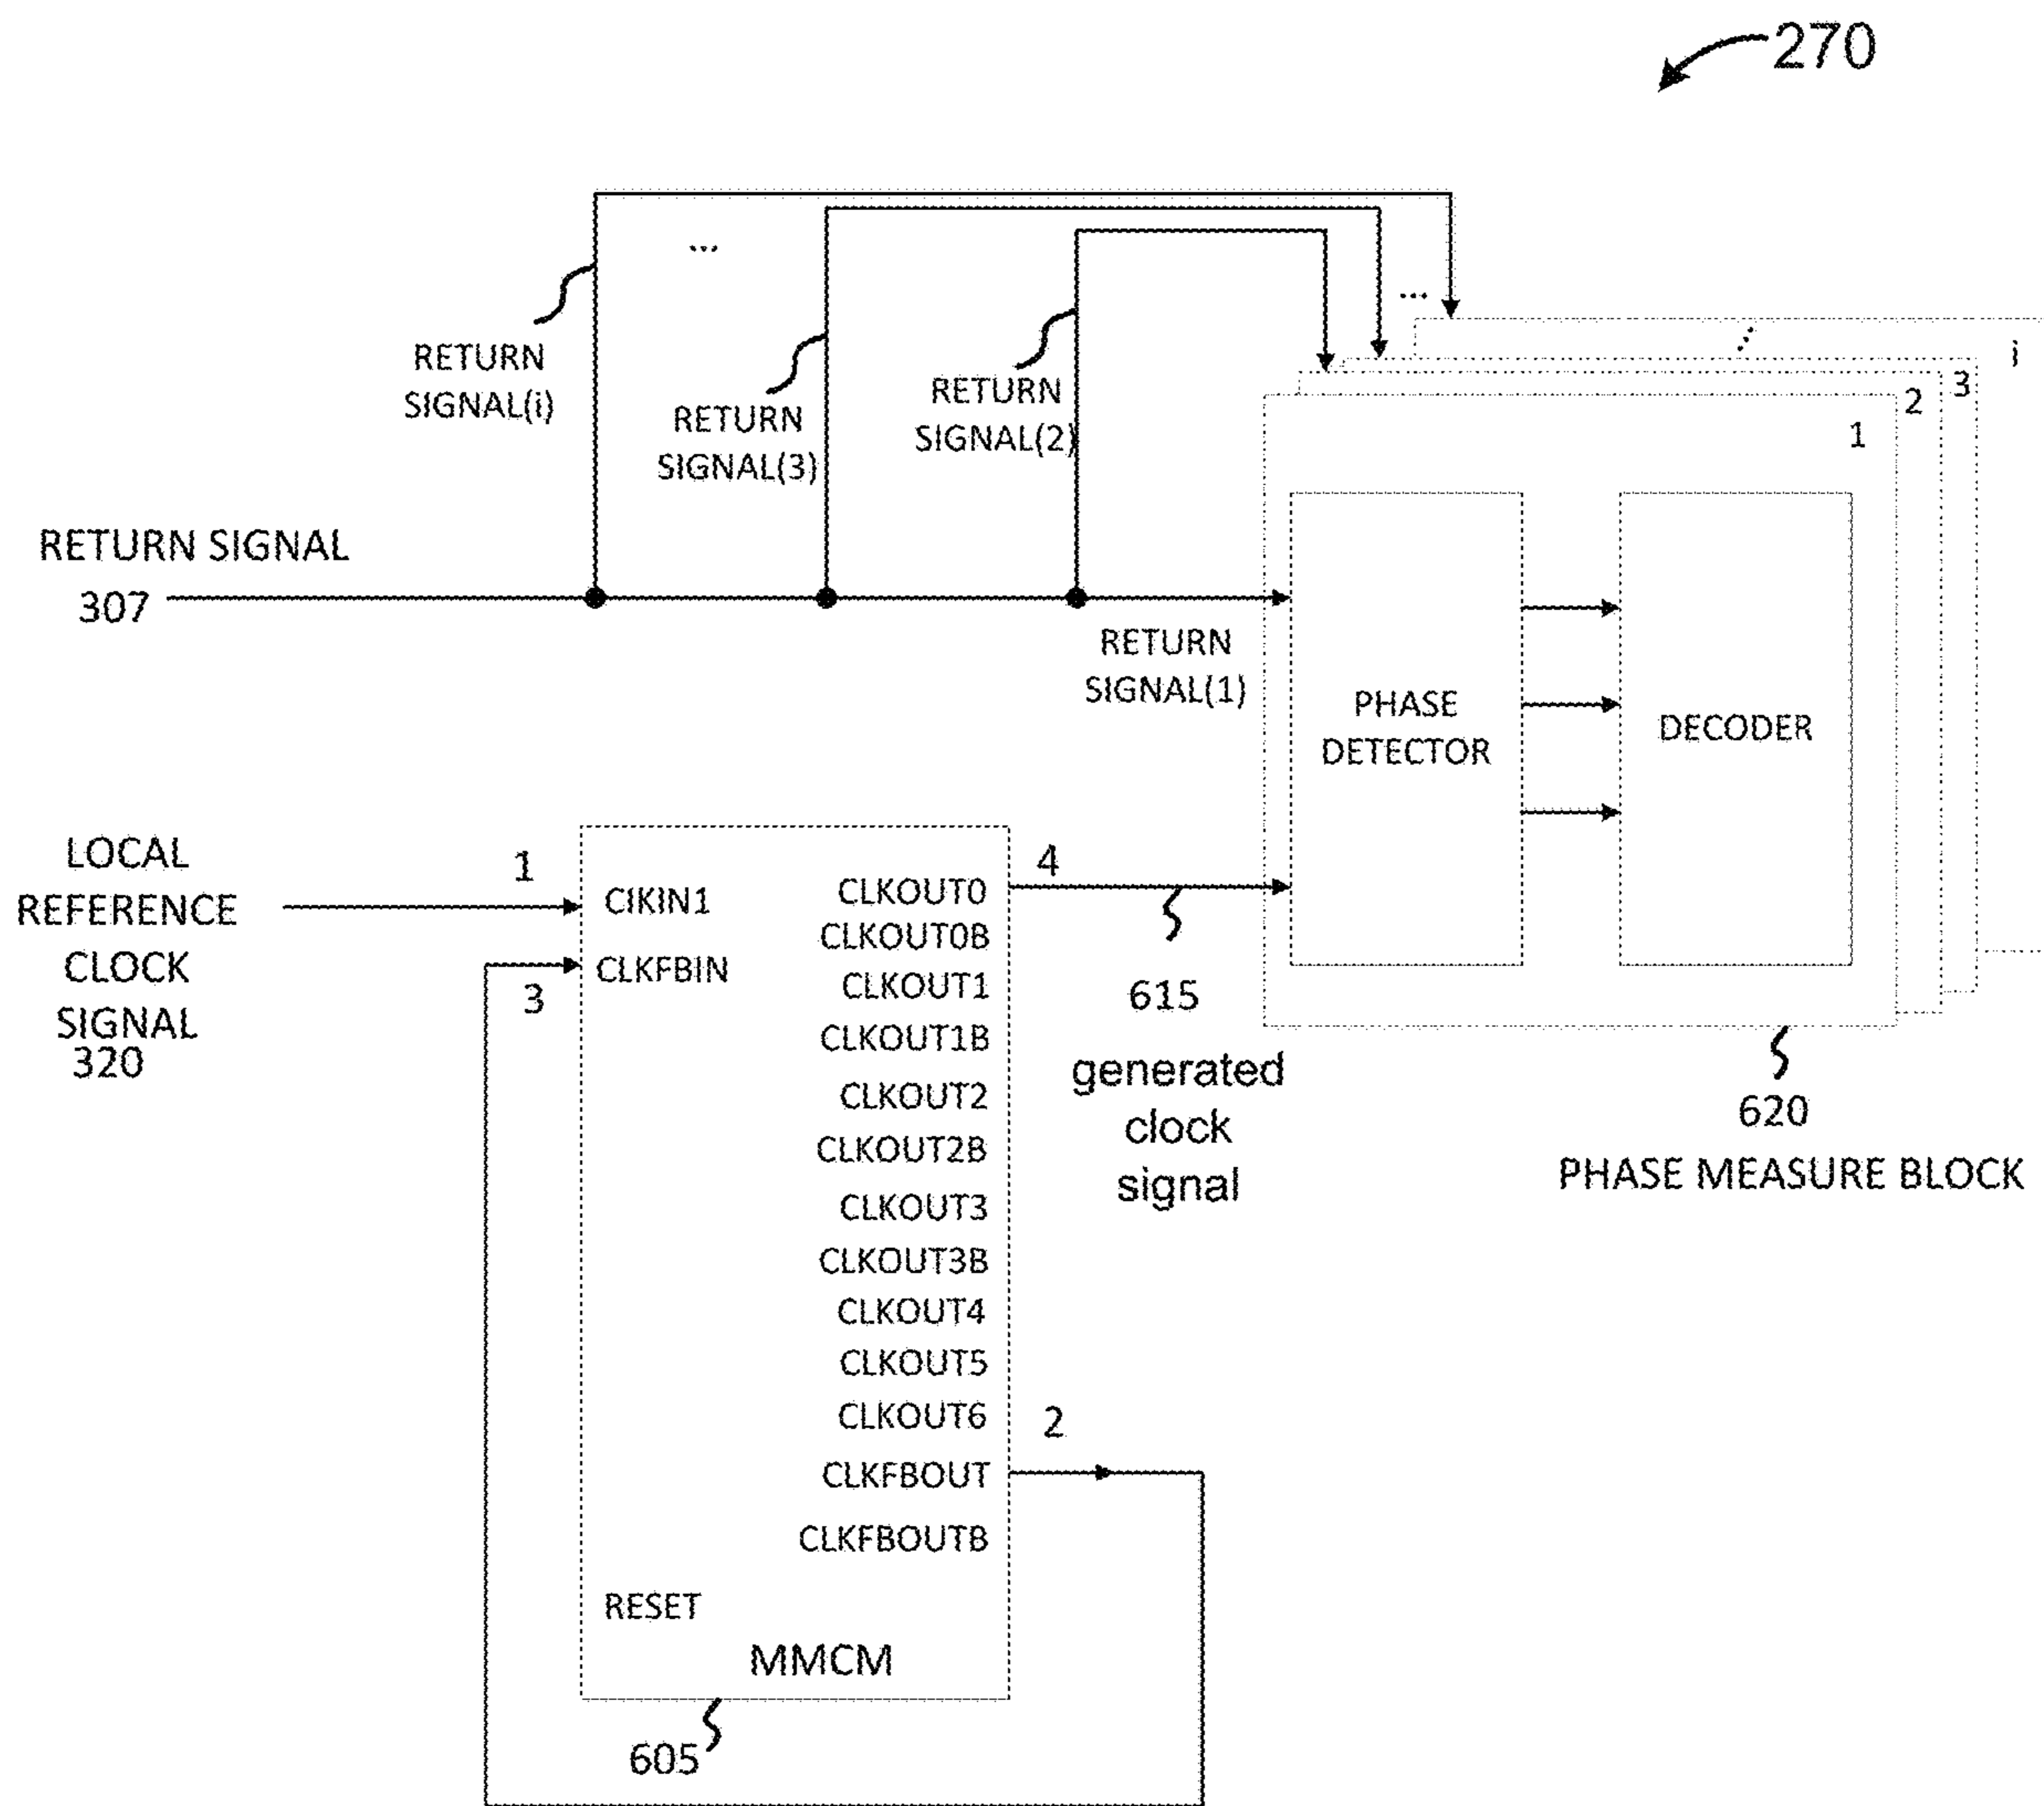 270
...
...
RETURN
SIGNAL(i)
RETURN
SIGNAL(3)
RETURN
SIGNAL(2)
i
3
2
1
RETURN SIGNAL
307
RETURN
SIGNAL(1)
PHASE
DETECTOR
DECODER
LOCAL
REFERENCE
CLOCK
SIGNAL
320
1
3
CIKIN1
CLKFBIN
CLKOUT0
CLKOUT0B
CLKOUT1
CLKOUT1B
CLKOUT2
CLKOUT2B
CLKOUT3
CLKOUT3B
CLKOUT4
CLKOUT5
CLKOUT6
CLKFBOUT
CLKFBOUTB
RESET
MMCM
605
4
615
generated
clock
signal
2
620
PHASE MEASURE BLOCK